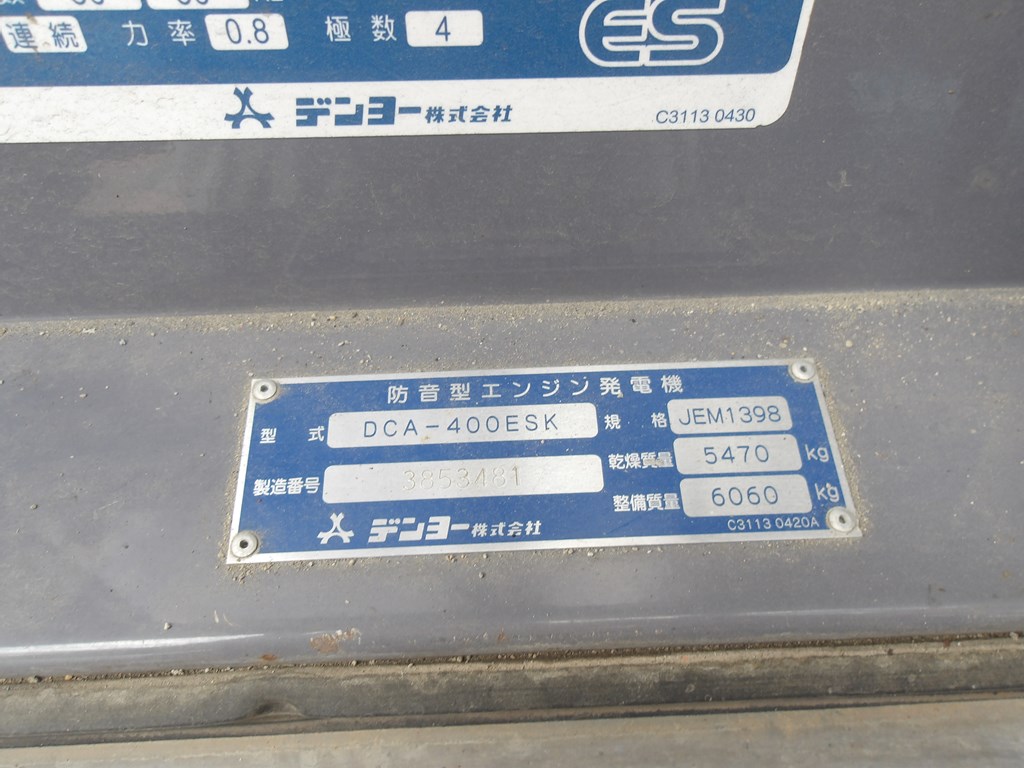 連続 力率 0.8 極数 4
ES
デンヨー株式会社 C3113 0430
防音型エンジン発電機
型式 DCA-400ESK 規格 JEM1398
製造番号 3853481 乾燥質量 5470 kg
整備質量 6060 kg
デンヨー株式会社 C3113 0420A